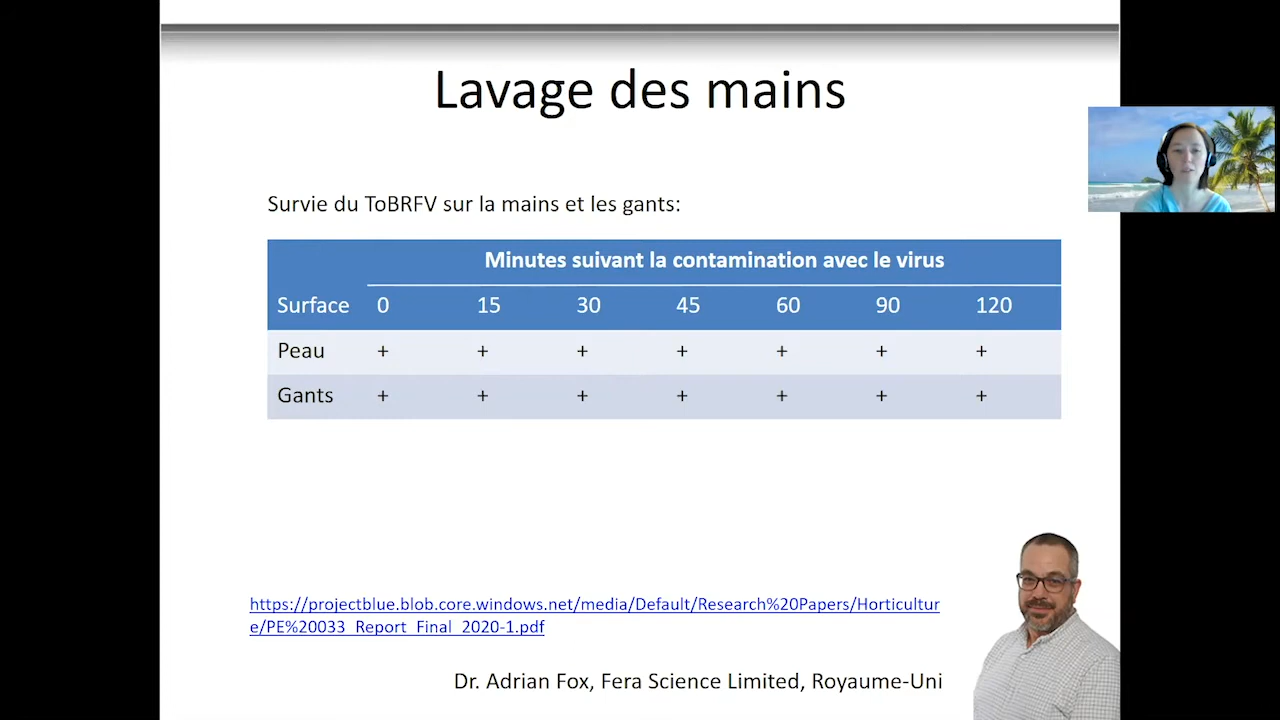 Lavage des mains
Survie du ToBRFV sur la mains et les gants:
Minutes suivant la contamination avec le virus
Surface 0 15 30 45 60 90 120
Peau + + + + + + +
Gants + + + + + + +
https://projectblue.blob.core.windows.net/media/Default/Research%20Papers/Horticultur
e/PE%20033_Report_Final_2020-1.pdf
Dr. Adrian Fox, Fera Science Limited, Royaume-Uni